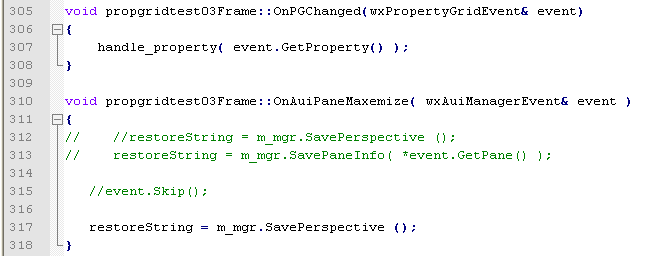 305 void propgridtest03Frame::OnPGChanged(wxPropertyGridEvent& event)
306 {
307 handle_property( event.GetProperty() );
308 }
309
310 void propgridtest03Frame::OnAuiPaneMaxemize( wxAuiManagerEvent& event )
311 {
312 // //restoreString = m_mgr.SavePerspective ();
313 // restoreString = m_mgr.SavePaneInfo( *event.GetPane() );
314
315 //event.Skip();
316
317 restoreString = m_mgr.SavePerspective ();
318 }